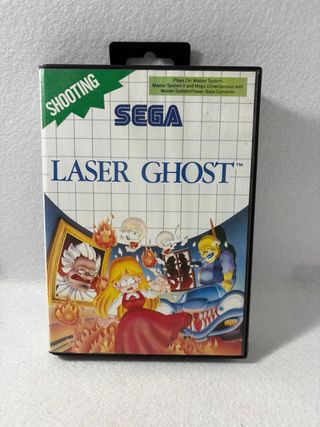 SHOOTING
Plays On: Master System,
Master System II and Mega Drive/Genesis with
Master System/Power Base Converter
SEGA
LASER GHOST™